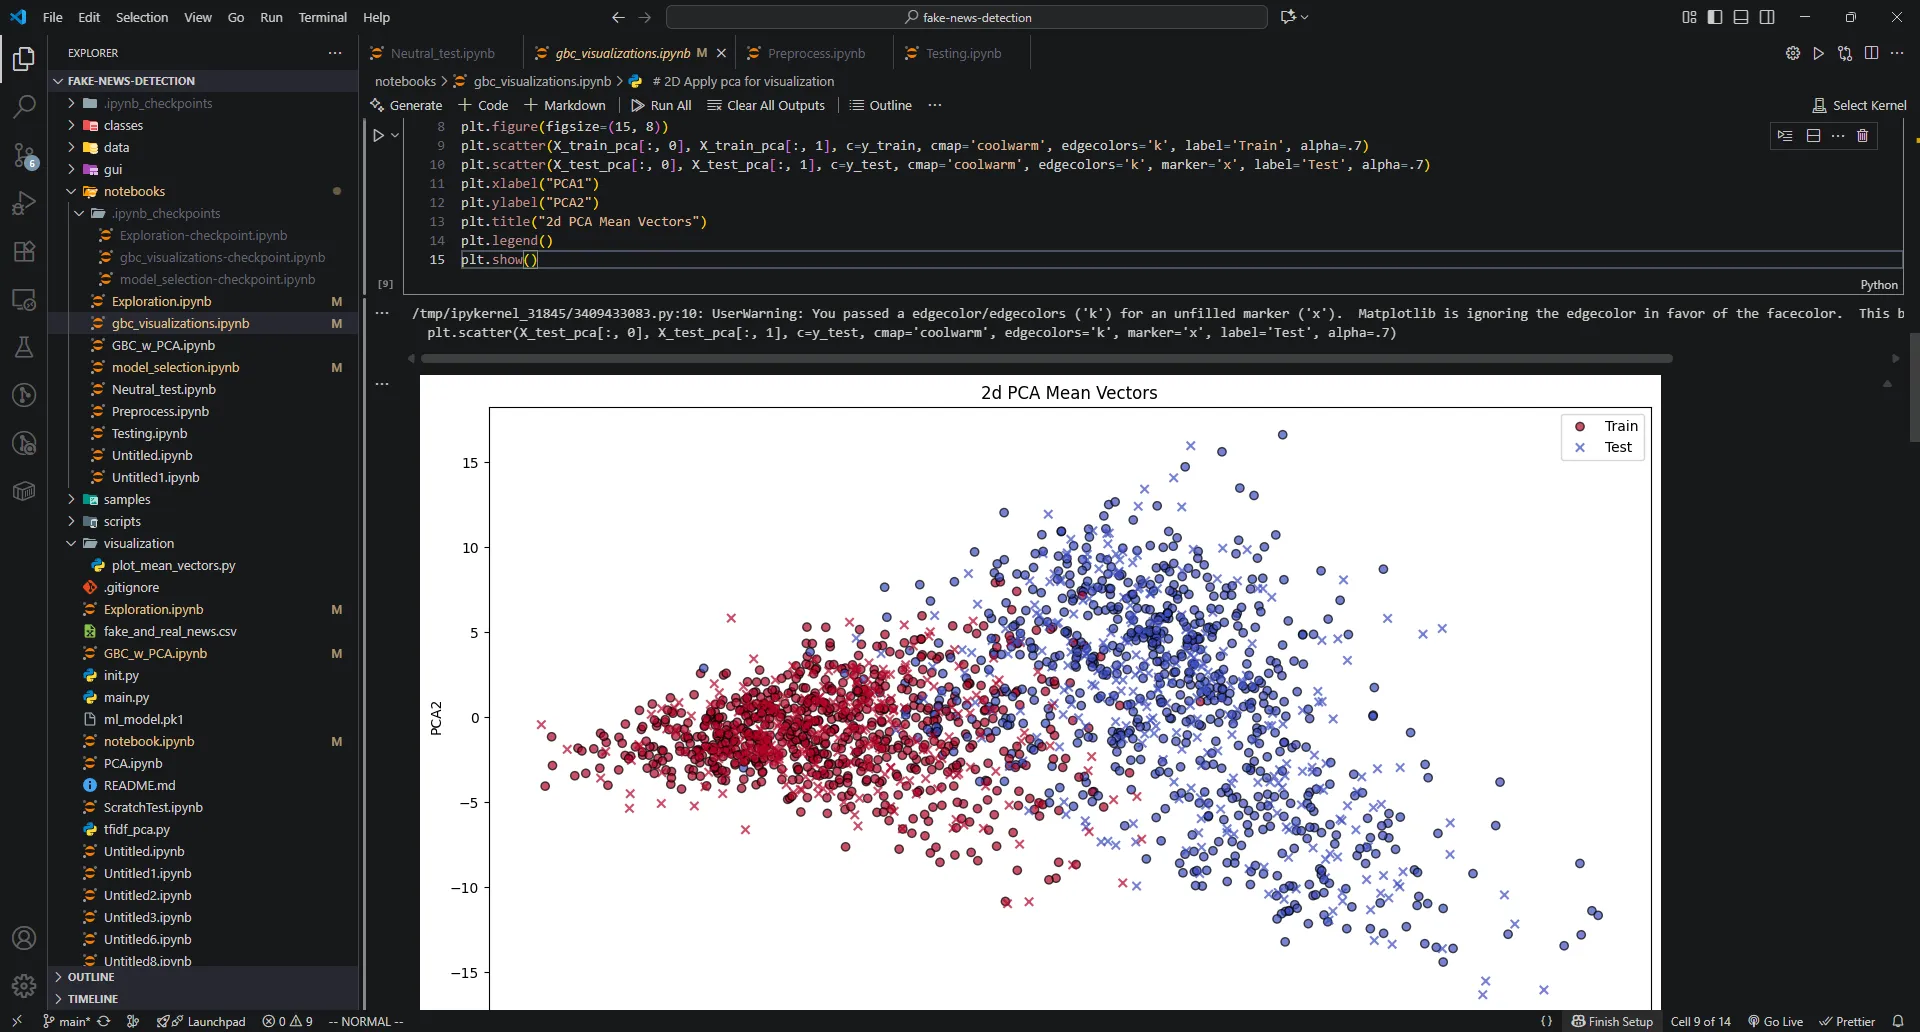 File Edit Selection View Go Run Terminal Help
fake-news-detection
EXPLORER
FAKE-NEWS-DETECTION
.ipynb_checkpoints
classes
data
gui
notebooks
.ipynb_checkpoints
Exploration-checkpoint.ipynb
gbc_visualizations-checkpoint.ipynb
model_selection-checkpoint.ipynb
Exploration.ipynb M
gbc_visualizations.ipynb M
GBC_w_PCA.ipynb
model_selection.ipynb M
Neutral_test.ipynb
Preprocess.ipynb
Testing.ipynb
Untitled.ipynb
Untitled1.ipynb
samples
scripts
visualization
plot_mean_vectors.py
.gitignore
Exploration.ipynb M
fake_and_real_news.csv
GBC_w_PCA.ipynb M
init.py
main.py
ml_model.pk1
notebook.ipynb M
PCA.ipynb
README.md
ScratchTest.ipynb
tfidf_pca.py
Untitled.ipynb
Untitled1.ipynb
Untitled2.ipynb
Untitled3.ipynb
Untitled6.ipynb
Untitled8.ipynb
OUTLINE
TIMELINE
6
Neutral_test.ipynb gbc_visualizations.ipynb M Preprocess.ipynb Testing.ipynb
notebooks > gbc_visualizations.ipynb > # 2D Apply pca for visualization
Generate + Code + Markdown Run All Clear All Outputs Outline ... Select Kernel
8 plt.figure(figsize=(15, 8))
9 plt.scatter(X_train_pca[:, 0], X_train_pca[:, 1], c=y_train, cmap='coolwarm', edgecolors='k', label='Train', alpha=.7)
10 plt.scatter(X_test_pca[:, 0], X_test_pca[:, 1], c=y_test, cmap='coolwarm', edgecolors='k', marker='x', label='Test', alpha=.7)
11 plt.xlabel("PCA1")
12 plt.ylabel("PCA2")
13 plt.title("2d PCA Mean Vectors")
14 plt.legend()
15 plt.show()
[9] Python
/tmp/ipykernel_31845/3409433083.py:10: UserWarning: You passed a edgecolor/edgecolors ('k') for an unfilled marker ('x').  Matplotlib is ignoring the edgecolor in favor of the facecolor.  This b
plt.scatter(X_test_pca[:, 0], X_test_pca[:, 1], c=y_test, cmap='coolwarm', edgecolors='k', marker='x', label='Test', alpha=.7)
2d PCA Mean Vectors
Train
Test
15
10
5
0
−5
−10
−15
PCA2
main* Launchpad 0 9 -- NORMAL -- {} Finish Setup Cell 9 of 14 Go Live Prettier